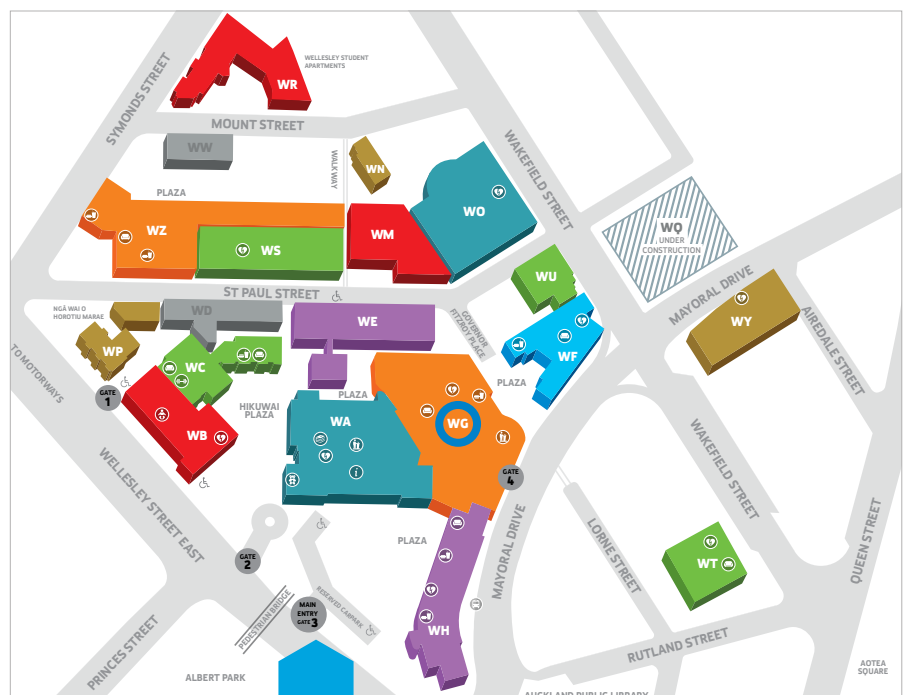 WELLESLEY STUDENT
APARTMENTS
WR
SYMONDS STREET
MOUNT STREET
WW
WALKWAY
WN
WAKEFIELD STREET
PLAZA
WO
WZ
WM
WS
WQ
UNDER
CONSTRUCTION
WU
MAYORAL DRIVE
ST PAUL STREET
NGĀ WAI O
HOROTIU MARAE
WD
WE
GOVERNOR
FITZROY PLACE
WY
AIREDALE STREET
TO MOTORWAYS
WP
WC
WF
PLAZA
GATE
1
PLAZA
HIKUWAI
PLAZA
WB
WA
WG
WAKEFIELD STREET
GATE
4
WELLESLEY STREET EAST
QUEEN STREET
MAYORAL DRIVE
LORNE STREET
PLAZA
GATE
2
WT
MAIN
ENTRY
GATE 3
PEDESTRIAN BRIDGE
RESERVED CARPARK
WH
PRINCES STREET
RUTLAND STREET
ALBERT PARK
AOTEA
SQUARE
AUCKLAND PUBLIC LIBRARY